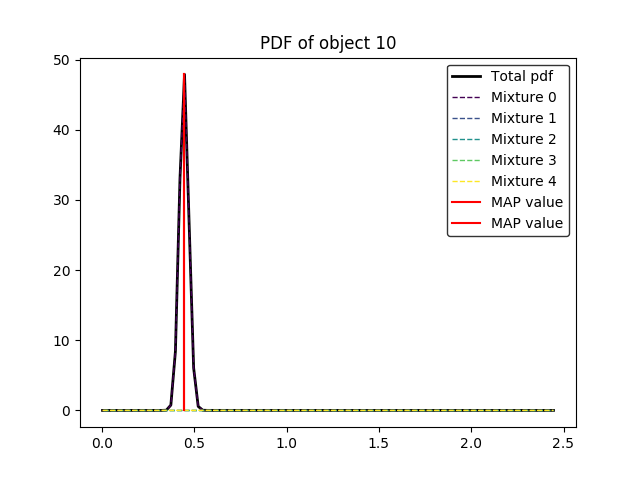 PDF of object 10
50
40
30
20
10
0
0.0 0.5 1.0 1.5 2.0 2.5
Total pdf
Mixture 0
Mixture 1
Mixture 2
Mixture 3
Mixture 4
MAP value
MAP value